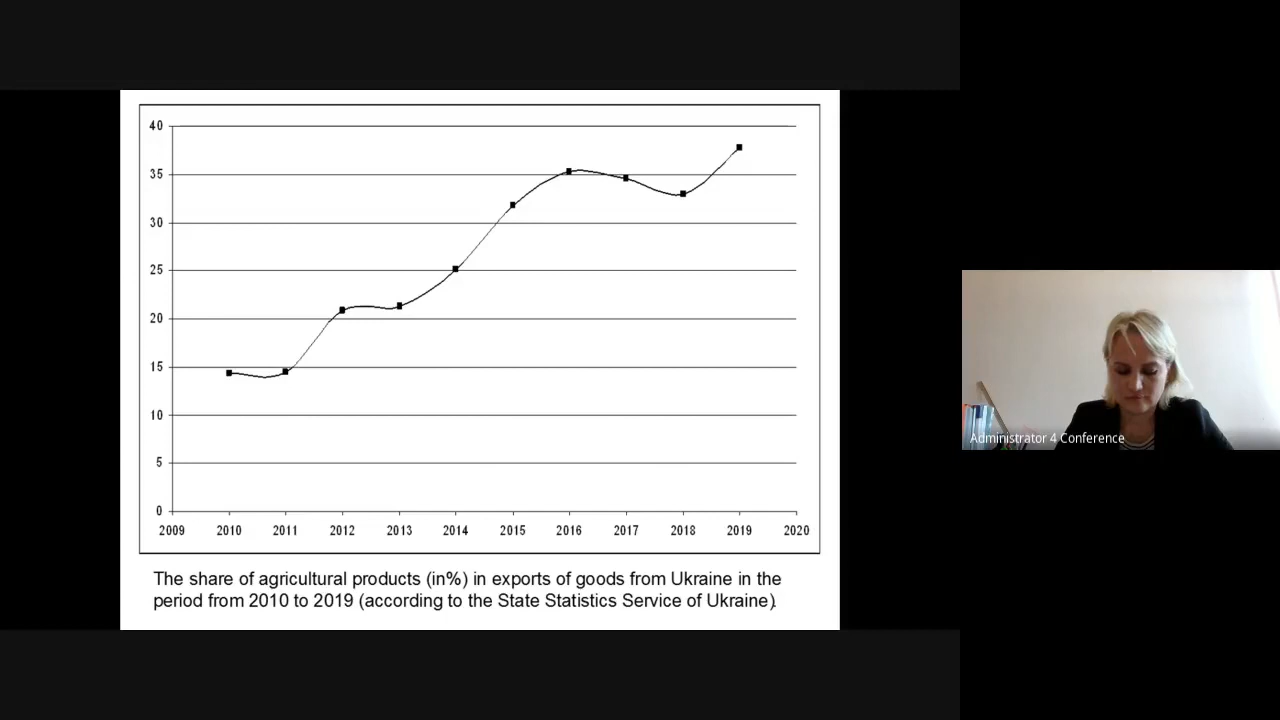 40
35
30
25
20
15
10
5
0
2009 2010 2011 2012 2013 2014 2015 2016 2017 2018 2019 2020
The share of agricultural products (in%) in exports of goods from Ukraine in the
period from 2010 to 2019 (according to the State Statistics Service of Ukraine).
Administrator 4 Conference